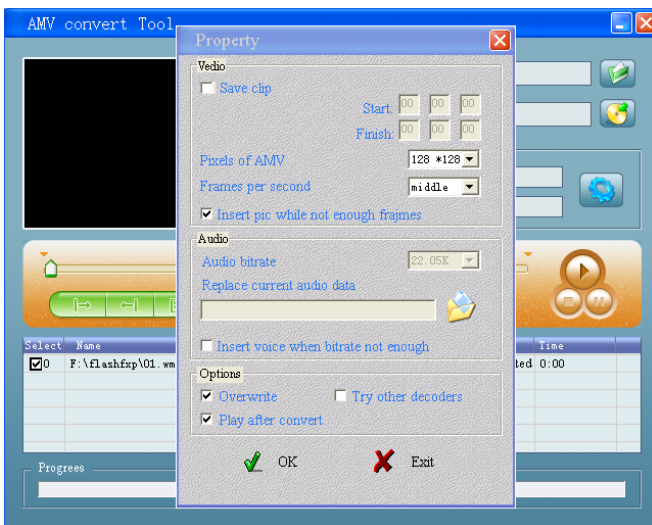 AMV convert Tool
Property
Vedio
Save clip
Start: 00 00 00
Finish: 00 00 00
Pixels of AMV 128 *128
Frames per second middle
Insert pic while not enough frajmes
Audio
Audio bitrate 22.05K
Replace current audio data
Insert voice when bitrate not enough
Select Name Time
0 F:\flashfxp\01.wm ted 0:00
Options
Overwrite Try other decoders
Play after convert
OK Exit
Progrees